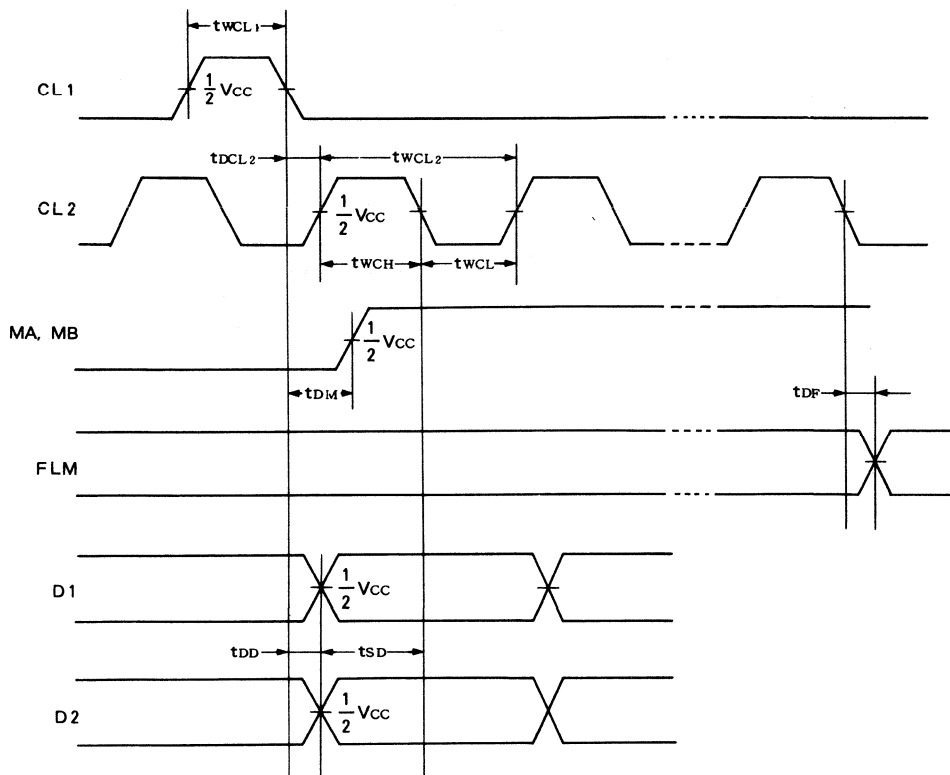 tWCL1
CL1
1/2 VCC
tDCL2
tWCL2
CL2
1/2 VCC
tWCH
tWCL
MA, MB
1/2 VCC
tDM
tDF
FLM
D1
1/2 VCC
tDD
tSD
D2
1/2 VCC